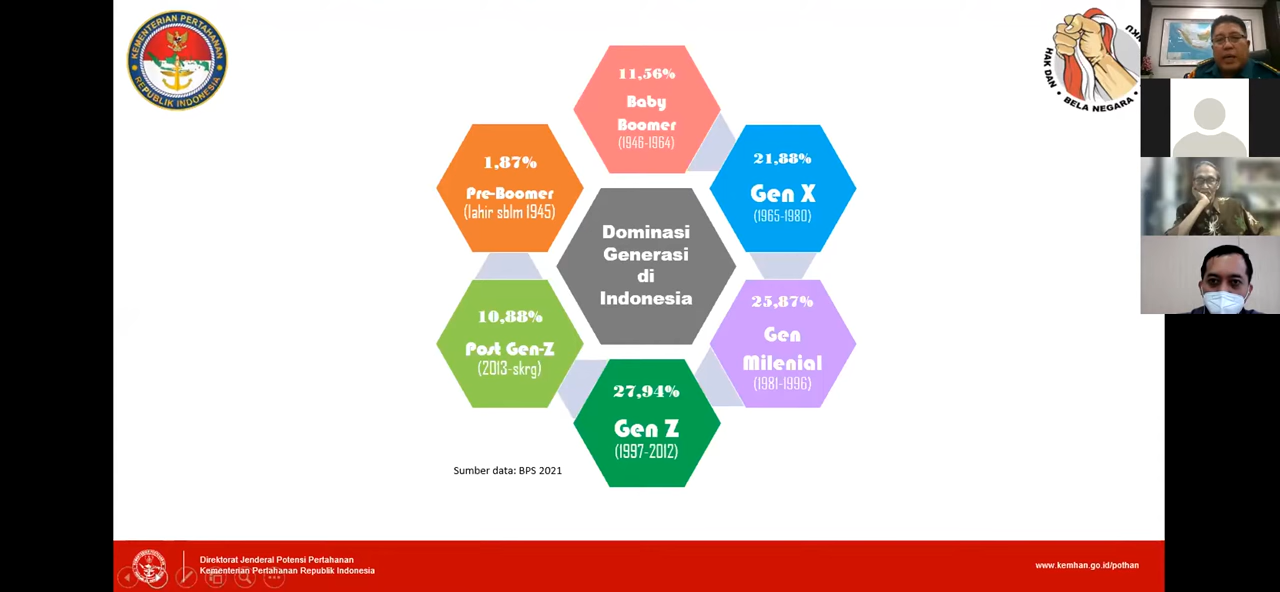 KEMENTERIAN PERTAHANAN
REPUBLIK INDONESIA
HAK DAN
BELA NEGARA
11,56%
Baby
Boomer
(1946-1964)
21,88%
Gen X
(1965-1980)
25,87%
Gen
Milenial
(1981-1996)
27,94%
Gen Z
(1997-2012)
10,88%
Post Gen-Z
(2013-skrg)
1,87%
Pre-Boomer
(lahir sblm 1945)
Dominasi
Generasi
di
Indonesia
Sumber data: BPS 2021
Direktorat Jenderal Potensi Pertahanan
Kementerian Pertahanan Republik Indonesia
www.kemhan.go.id/pothan